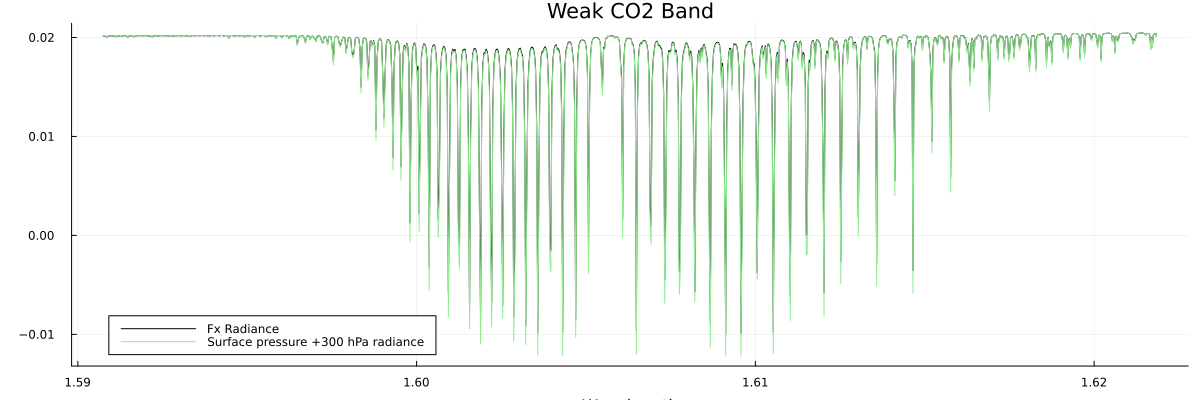 Weak CO2 Band
0.02
0.01
0.00
−0.01
Fx Radiance
Surface pressure +300 hPa radiance
1.59 1.60 1.61 1.62